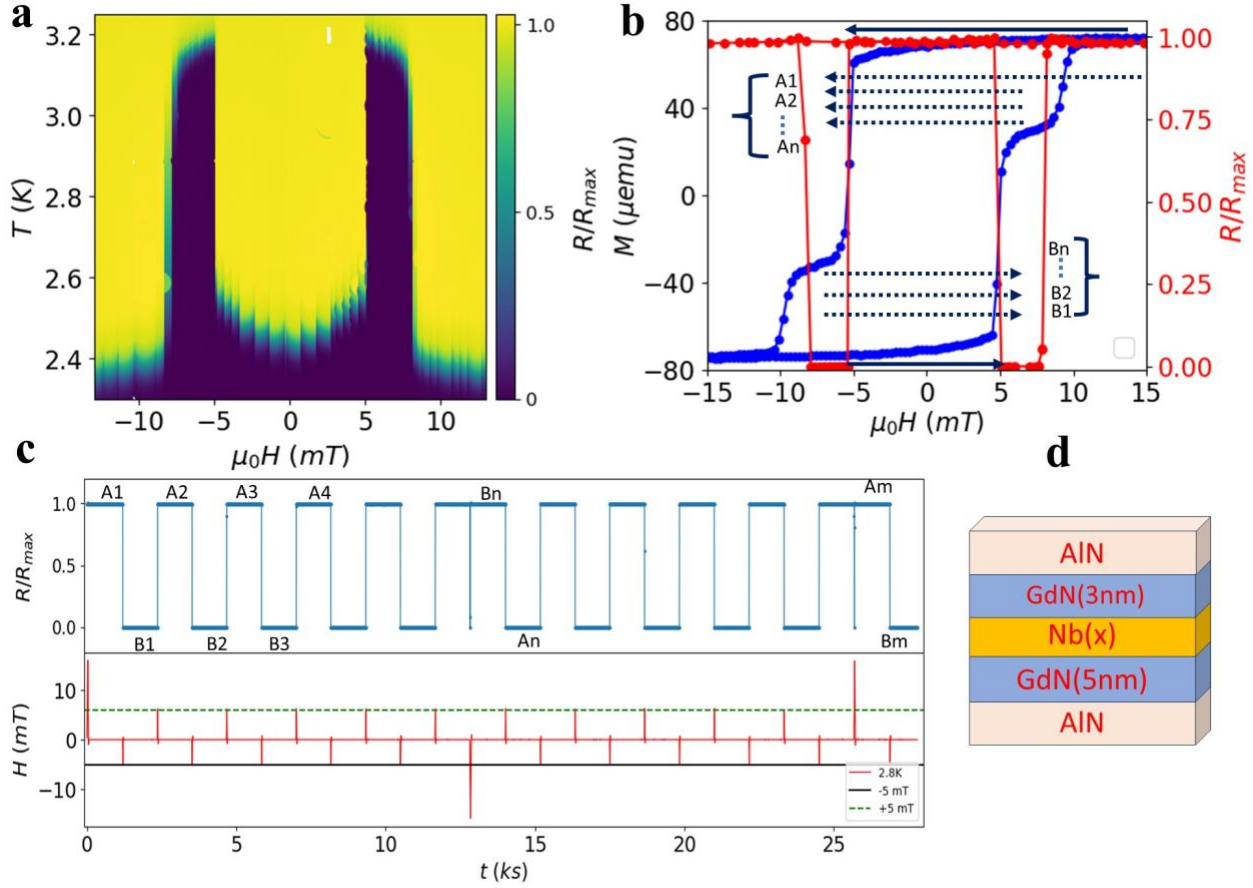 a
3.2
3.0
2.8
2.6
2.4
T (K)
−10
−5
0
5
10
μ₀H (mT)
1.0
0.5
0
R/Rmax
b
80
40
0
−40
−80
M (μemu)
A1
A2
An
Bn
B2
B1
1.00
0.75
0.50
0.25
0.00
R/Rmax
−15
−10
−5
0
5
10
15
μ₀H (mT)
c
1.0
0.5
0.0
R/Rmax
A1
A2
A3
A4
Bn
Am
B1
B2
B3
An
Bm
10
0
−10
H (mT)
2.8K
-5 mT
+5 mT
0
5
10
15
20
25
t (ks)
d
AlN
GdN(3nm)
Nb(x)
GdN(5nm)
AlN